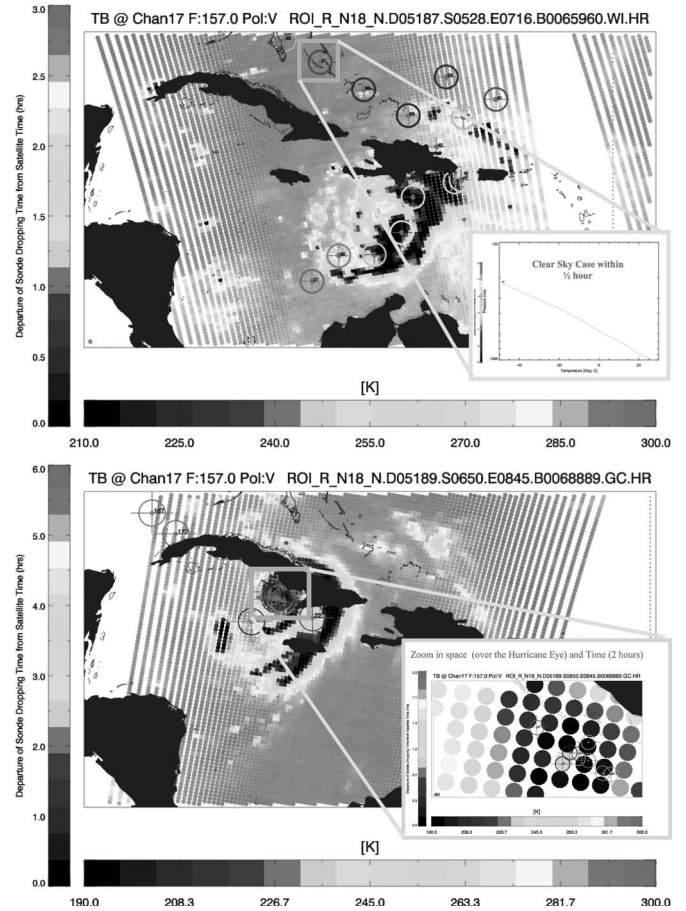 TB @ Chan17 F:157.0 Pol:V ROI_R_N18_N.D05187.S0528.E0716.B0065960.WI.HR
3.0
2.5
2.0
1.5
1.0
0.5
0.0
Departure of Sonde Dropping Time from Satellite Time (hrs)
Clear Sky Case within
½ hour
Temperature [Deg. C]
[K]
210.0 225.0 240.0 255.0 270.0 285.0 300.0
TB @ Chan17 F:157.0 Pol:V ROI_R_N18_N.D05189.S0650.E0845.B0068889.GC.HR
6.0
5.0
4.0
3.0
2.0
1.0
0.0
Departure of Sonde Dropping Time from Satellite Time (hrs)
Zoom in space (over the Hurricane Eye) and Time (2 hours)
TB @ Chan17 F:157.0 Pol:V ROI_R_N18_N.D05189.S0650.E0845.B0068889.GC.HR
[K]
190.0 208.3 226.7 245.0 263.3 281.7 300.0
[K]
190.0 208.3 226.7 245.0 263.3 281.7 300.0